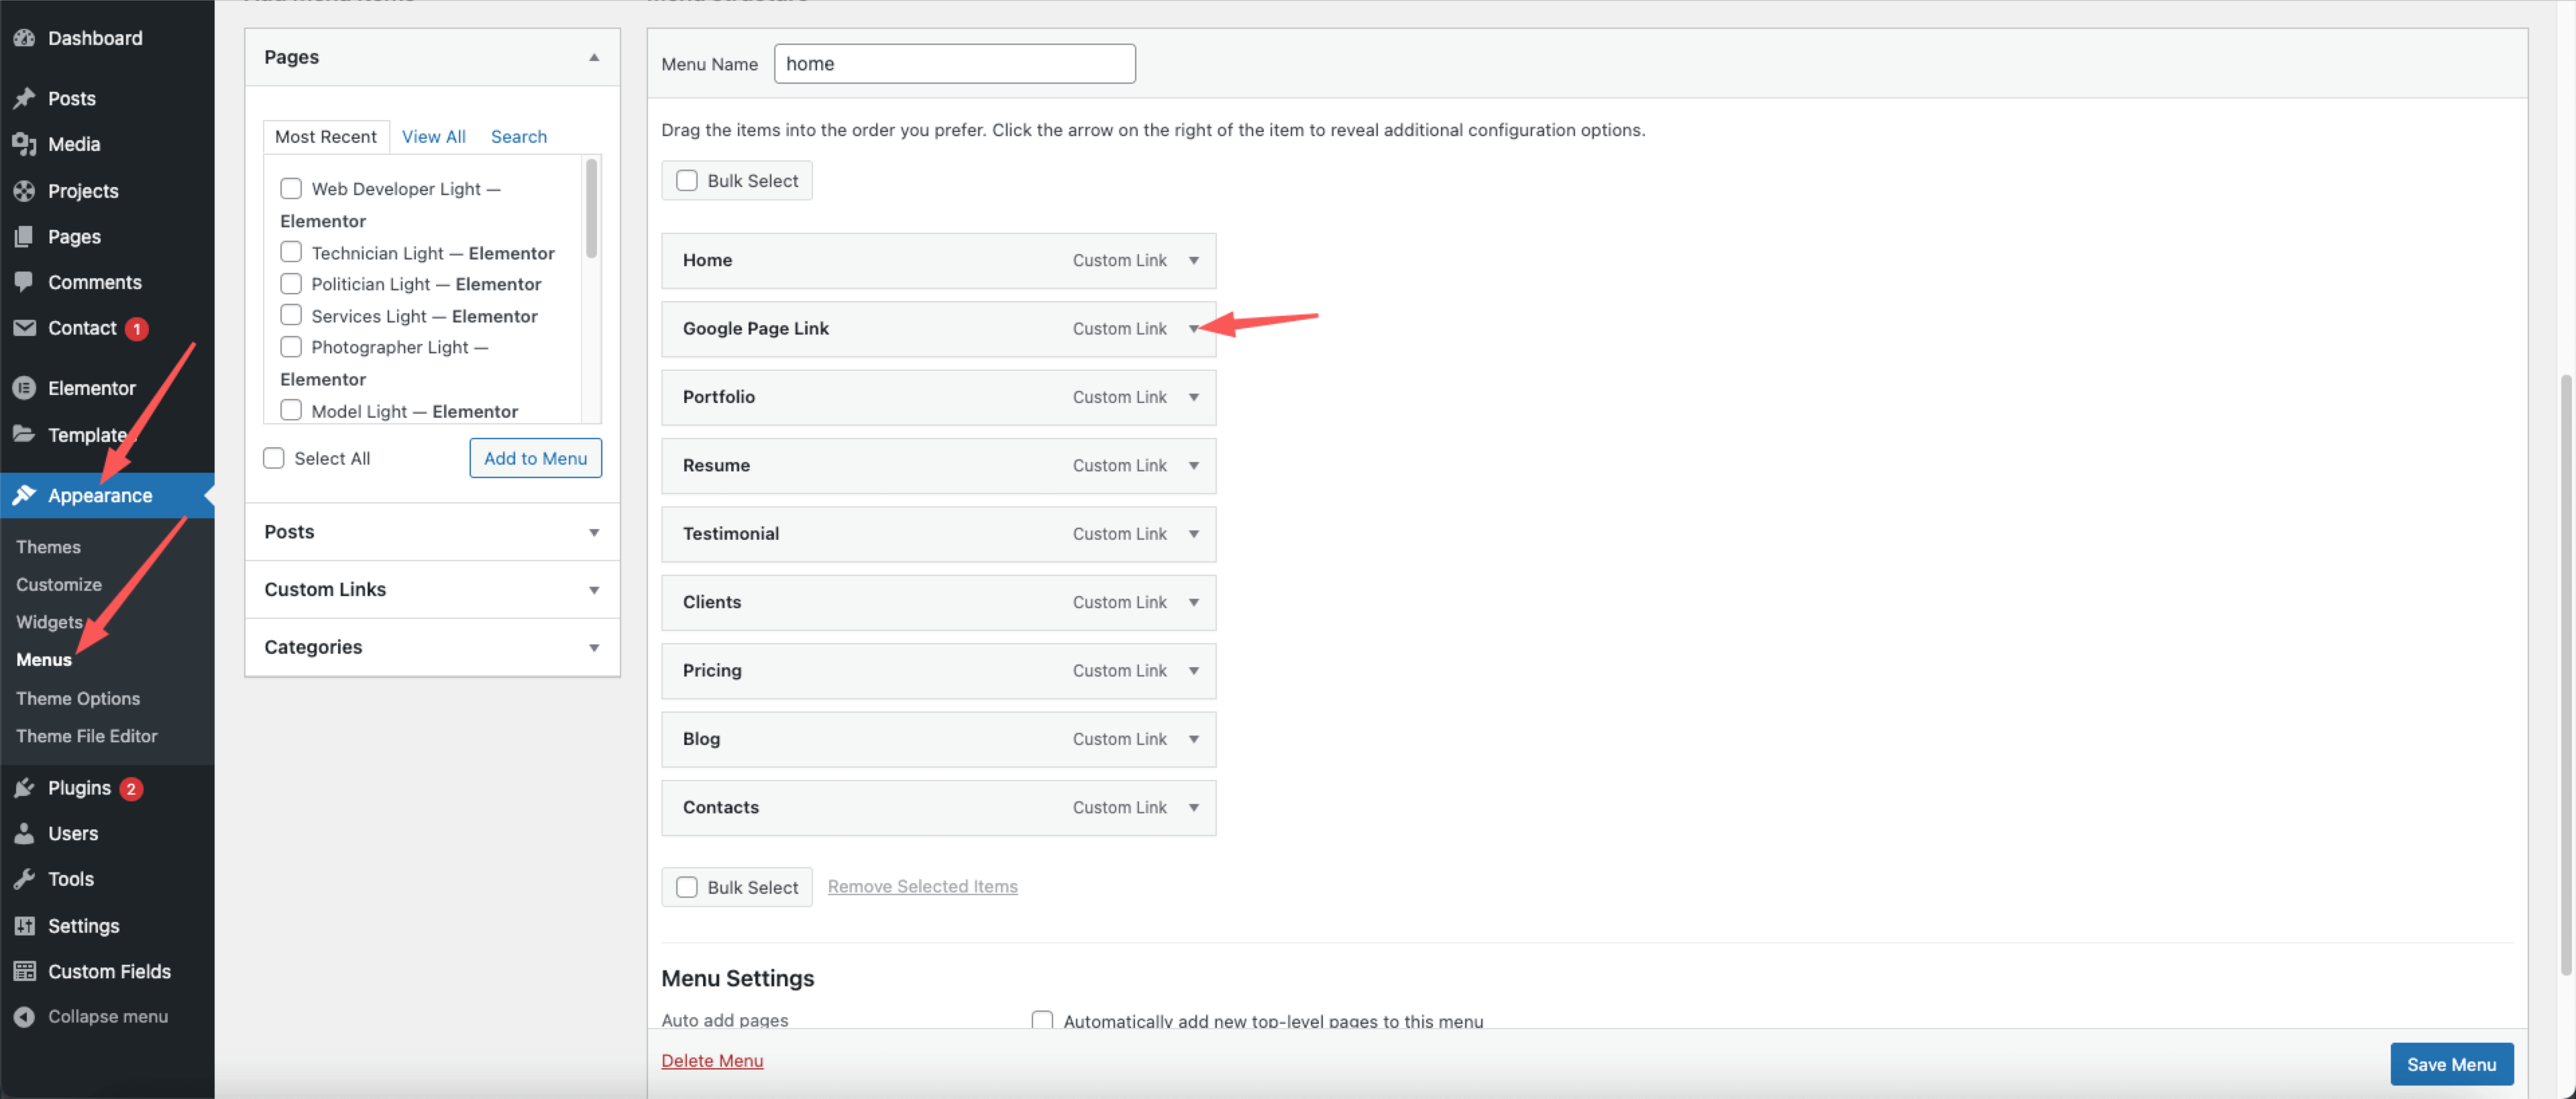 Dashboard
Posts
Media
Projects
Pages
Comments
Contact 1
Elementor
Templates
Appearance
Themes
Customize
Widgets
Menus
Theme Options
Theme File Editor
Plugins 2
Users
Tools
Settings
Custom Fields
Collapse menu
Add menu items
Pages
Most Recent View All Search
Web Developer Light —
Elementor
Technician Light — Elementor
Politician Light — Elementor
Services Light — Elementor
Photographer Light —
Elementor
Model Light — Elementor
Select All Add to Menu
Posts
Custom Links
Categories
Menu structure
Menu Name home
Drag the items into the order you prefer. Click the arrow on the right of the item to reveal additional configuration options.
Bulk Select
Home Custom Link
Google Page Link Custom Link
Portfolio Custom Link
Resume Custom Link
Testimonial Custom Link
Clients Custom Link
Pricing Custom Link
Blog Custom Link
Contacts Custom Link
Bulk Select Remove Selected Items
Menu Settings
Auto add pages Automatically add new top-level pages to this menu
Delete Menu Save Menu